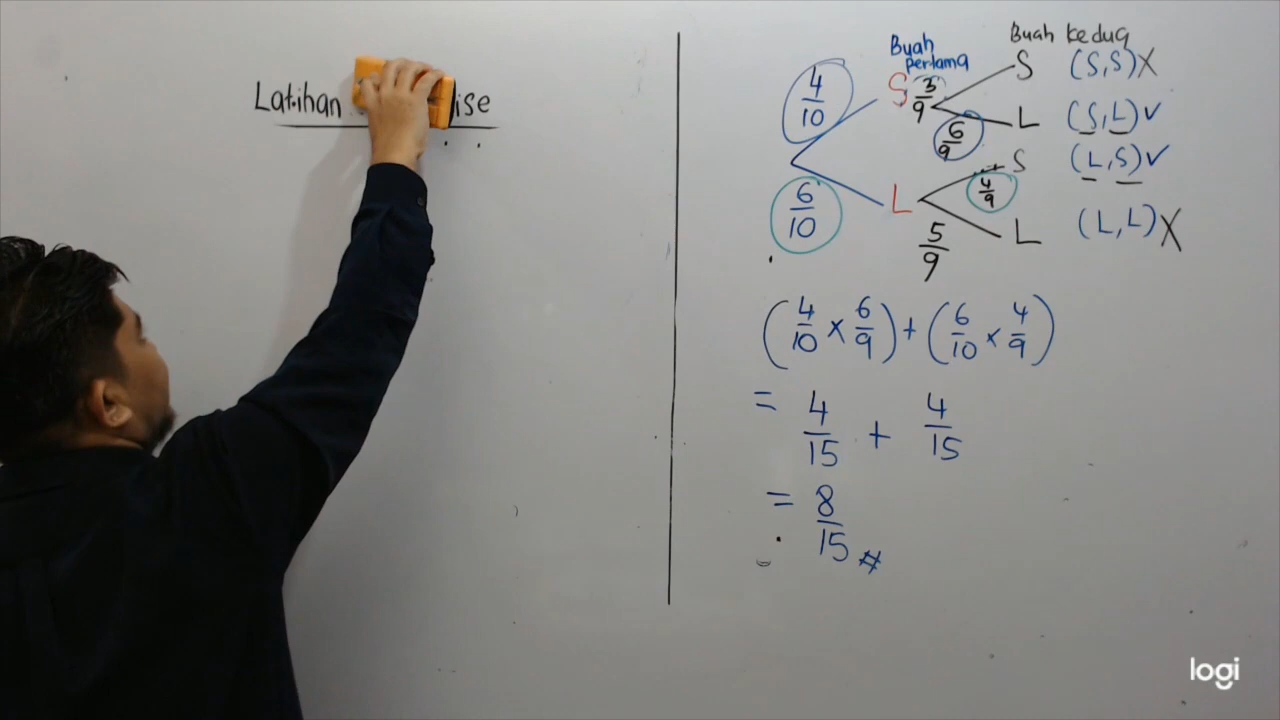 Latihan ise
Buah pertama
Buah kedua
4/10
S
3/9
S
(S,S) X
6/9
L
(S,L) ✓
6/10
L
4/9
S
(L,S) ✓
5/9
L
(L,L) X
(4/10 × 6/9) + (6/10 × 4/9)
= 4/15 + 4/15
= 8/15 #
logi